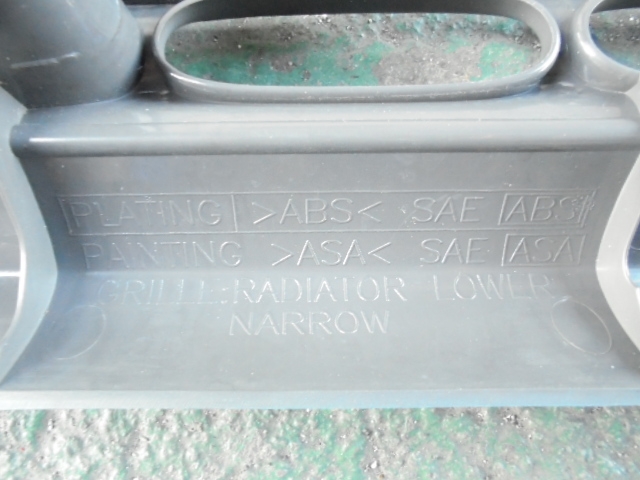 PLATING >ABS< SAE ABS
PAINTING >ASA< SAE ASA
GRILLE:RADIATOR LOWER
NARROW